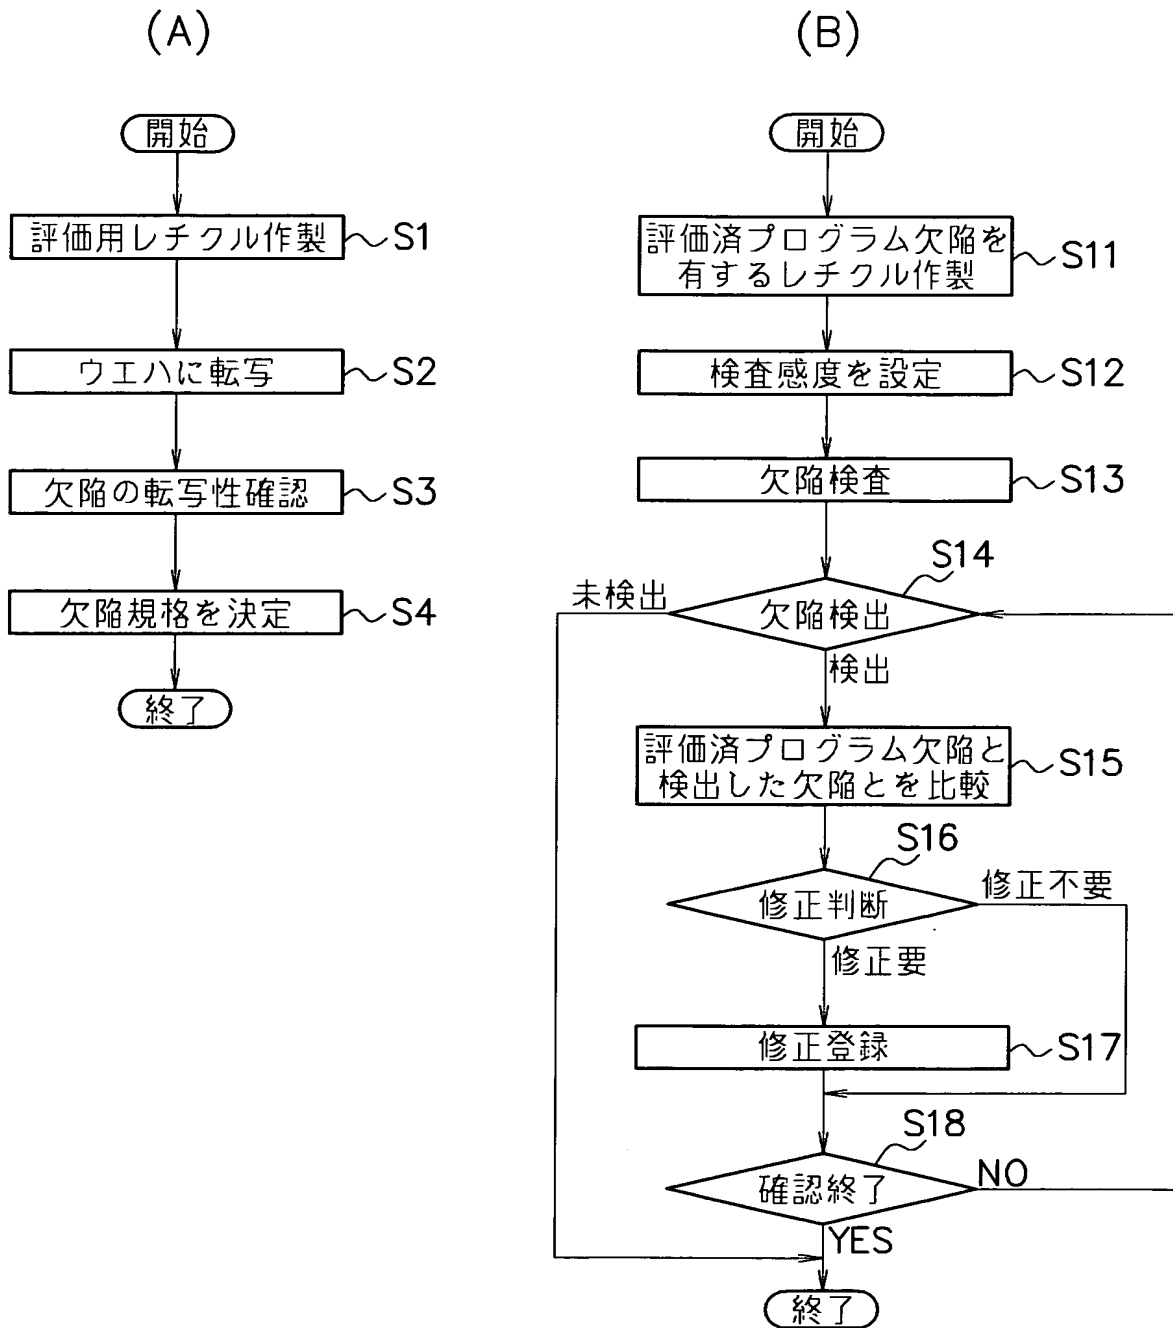 (A)
開始
評価用レチクル作製
S1
ウエハに転写
S2
欠陥の転写性確認
S3
欠陥規格を決定
S4
終了
(B)
開始
評価済プログラム欠陥を
有するレチクル作製
S11
検査感度を設定
S12
欠陥検査
S13
S14
欠陥検出
未検出
検出
評価済プログラム欠陥と
検出した欠陥とを比較
S15
S16
修正判断
修正不要
修正要
修正登録
S17
S18
確認終了
NO
YES
終了